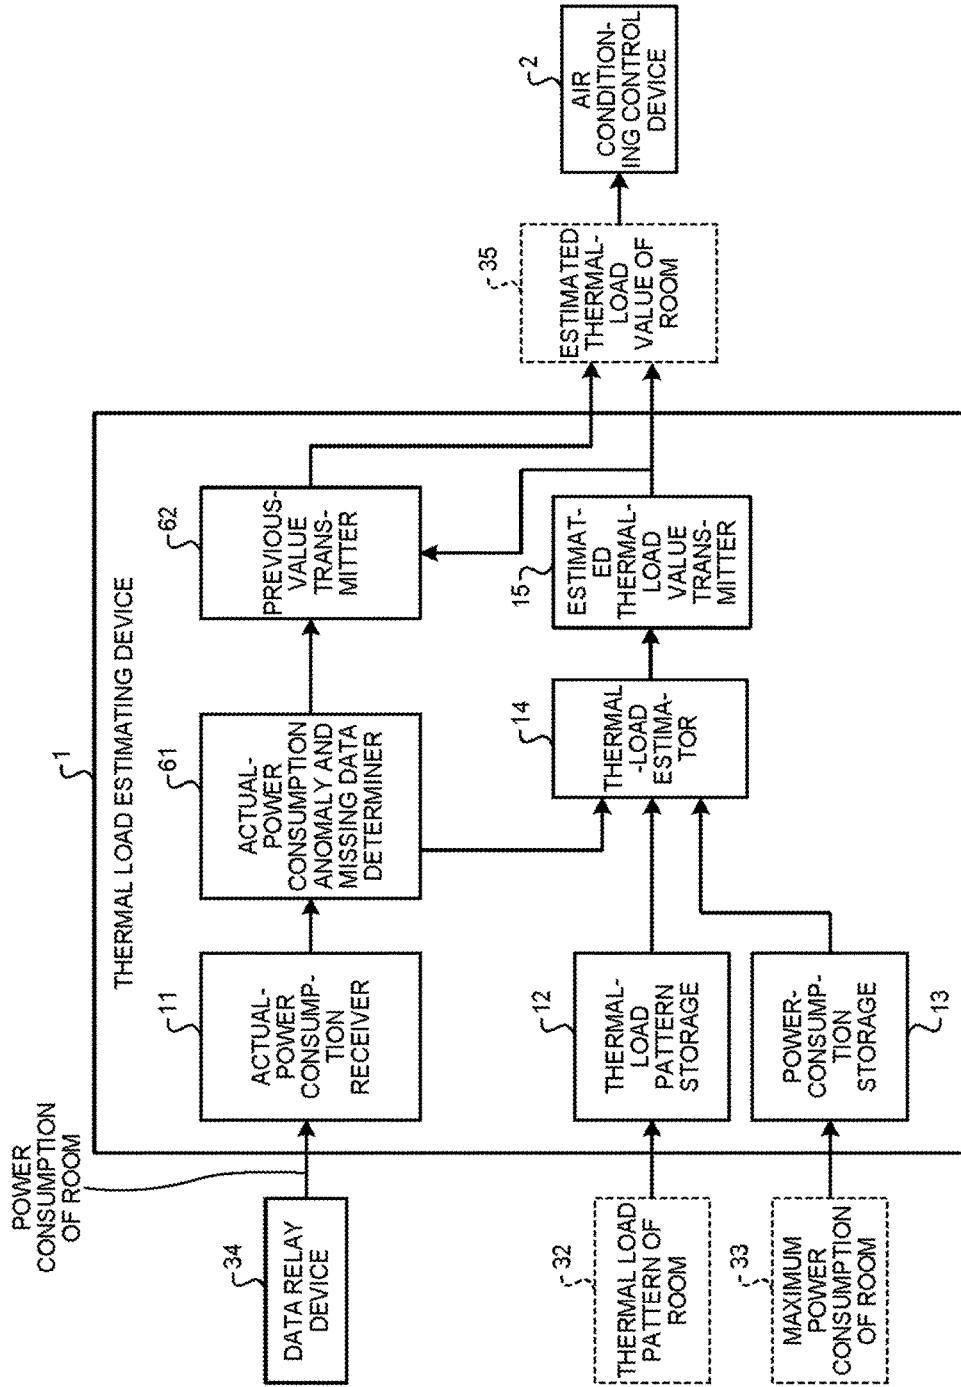 POWER
CONSUMPTION
OF ROOM
34
DATA RELAY
DEVICE
32
THERMAL LOAD
PATTERN OF
ROOM
33
MAXIMUM
POWER
CONSUMPTION
OF ROOM
1
THERMAL LOAD ESTIMATING DEVICE
11
ACTUAL-
POWER
CONSUMP-
TION
RECEIVER
61
ACTUAL-
POWER
CONSUMPTION
ANOMALY AND
MISSING DATA
DETERMINER
62
PREVIOUS-
VALUE
TRANS-
MITTER
12
THERMAL-
LOAD
PATTERN
STORAGE
13
POWER-
CONSUMP-
TION
STORAGE
14
THERMAL
-LOAD
ESTIMA-
TOR
15
ESTIMAT-
ED
THERMAL-
LOAD
VALUE
TRANS-
MITTER
35
ESTIMATED
THERMAL-
LOAD
VALUE OF
ROOM
2
AIR
CONDITION-
ING CONTROL
DEVICE